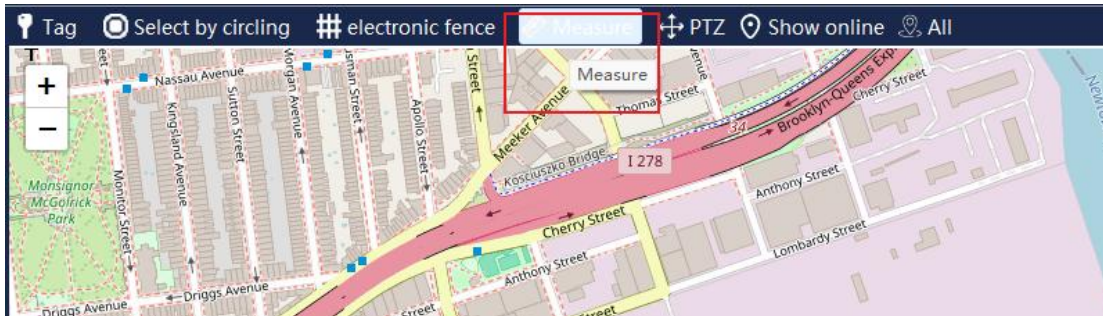 Tag Select by circling electronic fence Measure PTZ Show online All
Measure
+
−
Nassau Avenue
Kingsland Avenue
Sutton Street
Morgan Avenue
Apollo Street
Monitor Street
Monsignor
McGolrick
Park
Driggs Avenue
Driggs Avenue
Meeker Avenue
Street
Thomas Street
Kosciuszko Bridge
I 278
34
Brooklyn-Queens Exp
Cherry Street
Cherry Street
Anthony Street
Anthony Street
Lombardy Street
Street